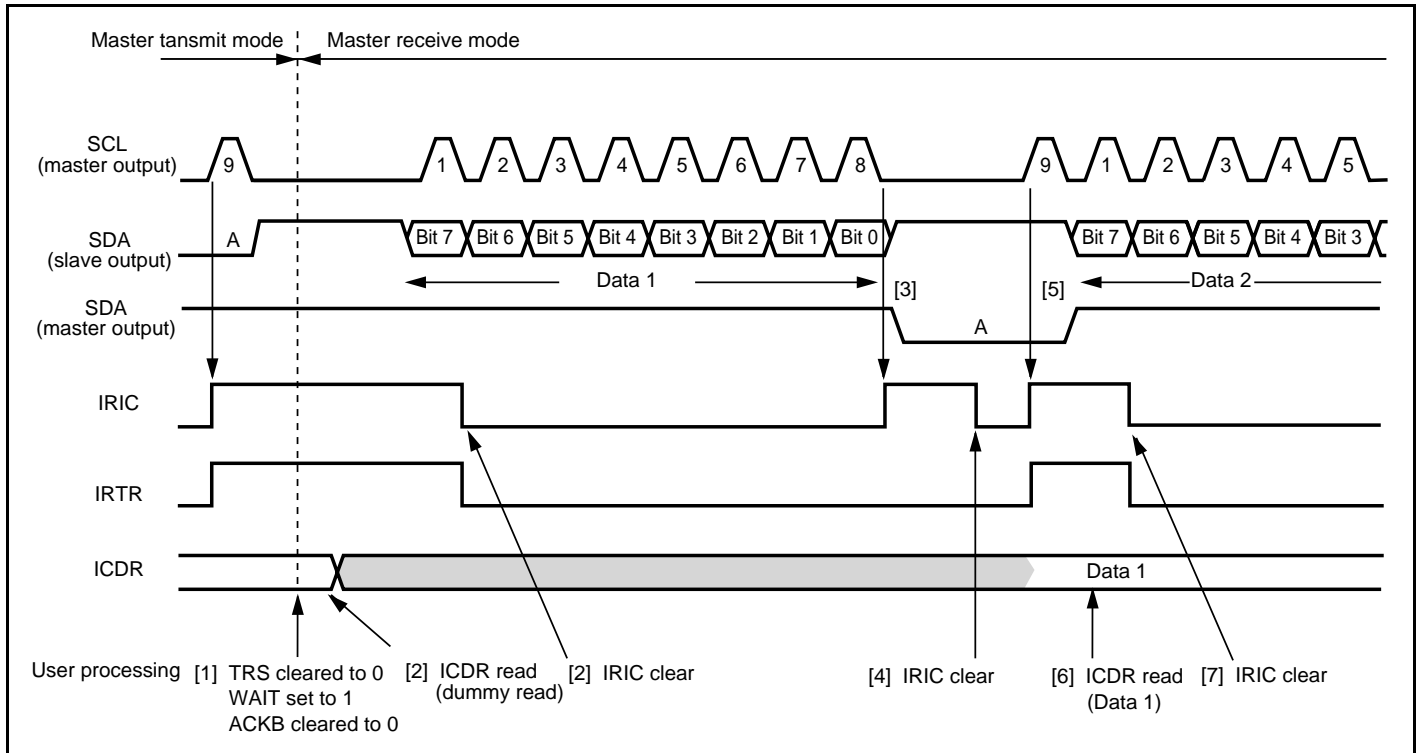 Master tansmit mode
Master receive mode
SCL
(master output)
9
1
2
3
4
5
6
7
8
9
1
2
3
4
5
SDA
(slave output)
A
Bit 7
Bit 6
Bit 5
Bit 4
Bit 3
Bit 2
Bit 1
Bit 0
Bit 7
Bit 6
Bit 5
Bit 4
Bit 3
Data 1
[3]
[5]
Data 2
SDA
(master output)
A
IRIC
IRTR
ICDR
Data 1
User processing
[1] TRS cleared to 0
WAIT set to 1
ACKB cleared to 0
[2] ICDR read
(dummy read)
[2] IRIC clear
[4] IRIC clear
[6] ICDR read
(Data 1)
[7] IRIC clear